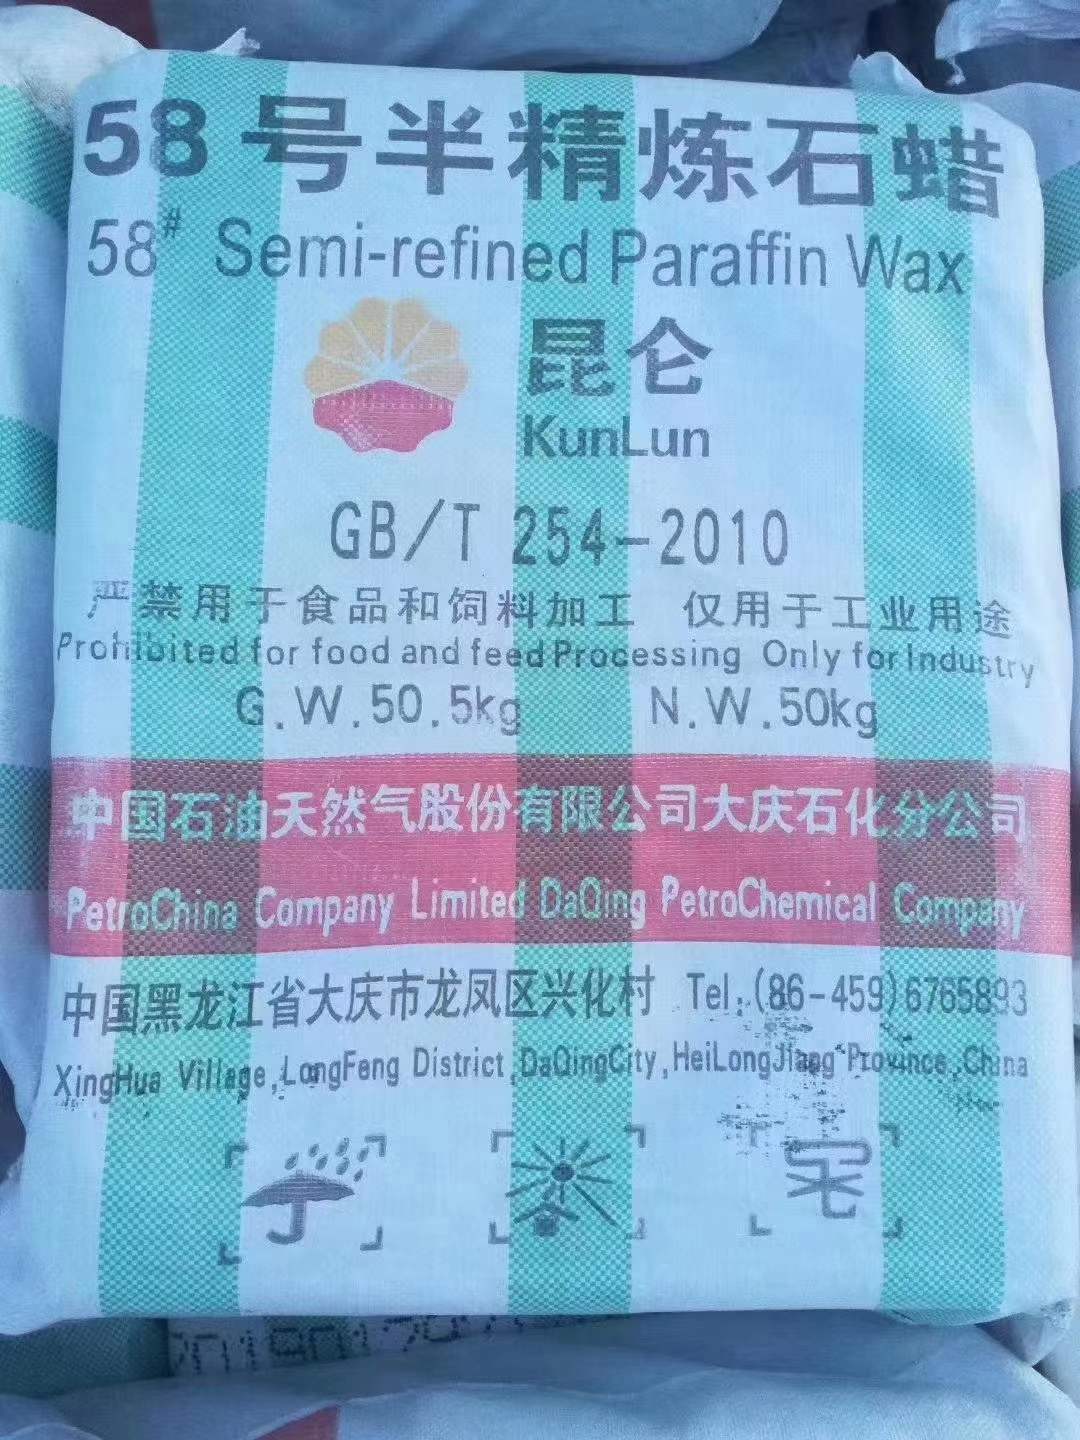 58号半精炼石蜡
58# Semi-refined Paraffin Wax
昆仑
KunLun
GB/T 254-2010
严禁用于食品和饲料加工 仅用于工业用途
Prohibited for food and feed Processing Only for Industry
G.W.50.5kg N.W.50kg
中国石油天然气股份有限公司大庆石化分公司
PetroChina Company Limited DaQing PetroChemical Company
中国黑龙江省大庆市龙凤区兴化村 Tel.(86-459)6765893
XingHua Village,LongFeng District,DaQingCity,HeiLongJiang Province,China